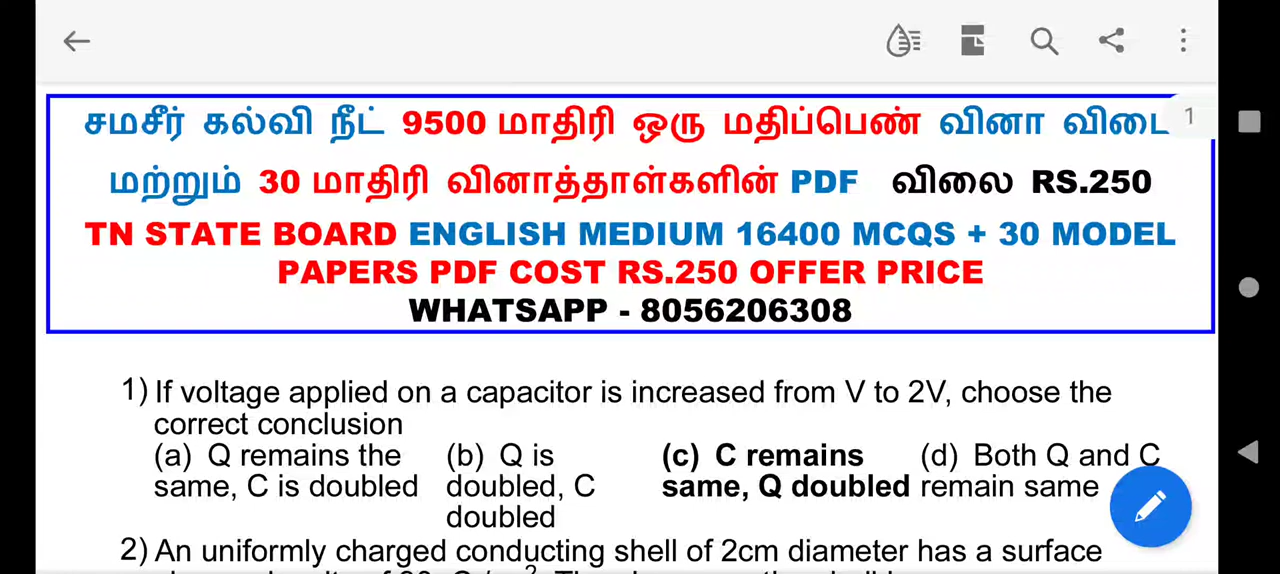 சமசீர் கல்வி நீட் 9500 மாதிரி ஒரு மதிப்பெண் வினா விடை
1
மற்றும் 30 மாதிரி வினாத்தாள்களின் PDF விலை RS.250
TN STATE BOARD ENGLISH MEDIUM 16400 MCQS + 30 MODEL
PAPERS PDF COST RS.250 OFFER PRICE
WHATSAPP - 8056206308
1) If voltage applied on a capacitor is increased from V to 2V, choose the
correct conclusion
(a) Q remains the (b) Q is (c) C remains (d) Both Q and C
same, C is doubled doubled, C same, Q doubled remain same
doubled
2) An uniformly charged conducting shell of 2cm diameter has a surface